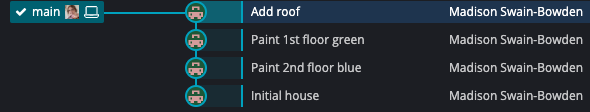 main Add roof Madison Swain-Bowden
Paint 1st floor green Madison Swain-Bowden
Paint 2nd floor blue Madison Swain-Bowden
Initial house Madison Swain-Bowden